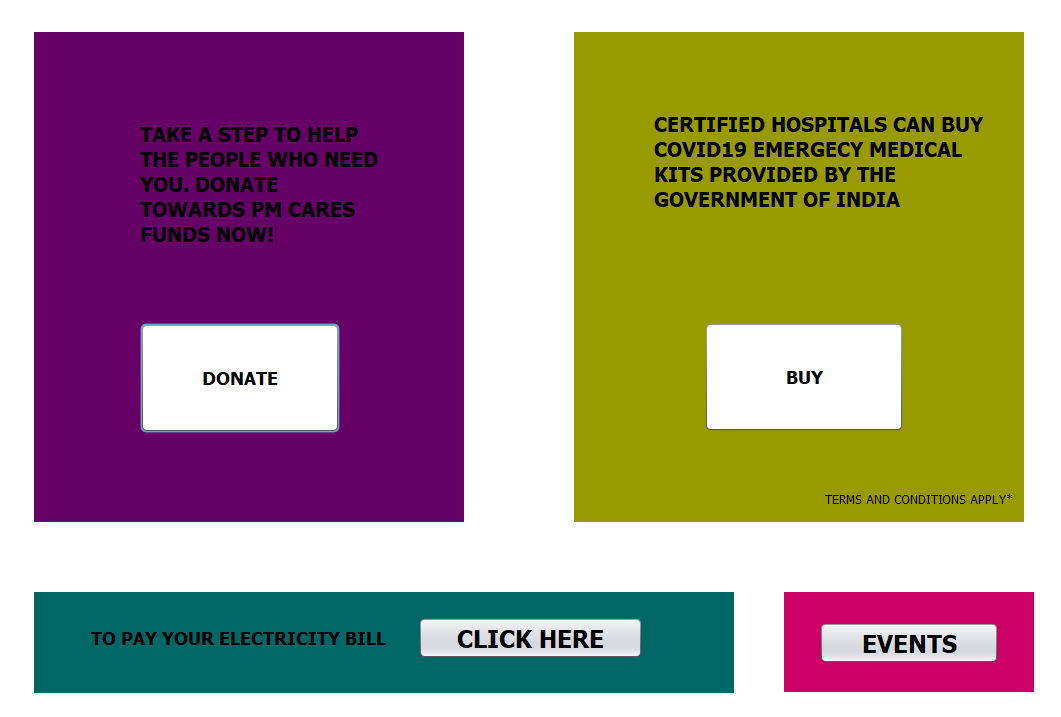 TAKE A STEP TO HELP
THE PEOPLE WHO NEED
YOU. DONATE
TOWARDS PM CARES
FUNDS NOW!
DONATE
CERTIFIED HOSPITALS CAN BUY
COVID19 EMERGECY MEDICAL
KITS PROVIDED BY THE
GOVERNMENT OF INDIA
BUY
TERMS AND CONDITIONS APPLY*
TO PAY YOUR ELECTRICITY BILL
CLICK HERE
EVENTS